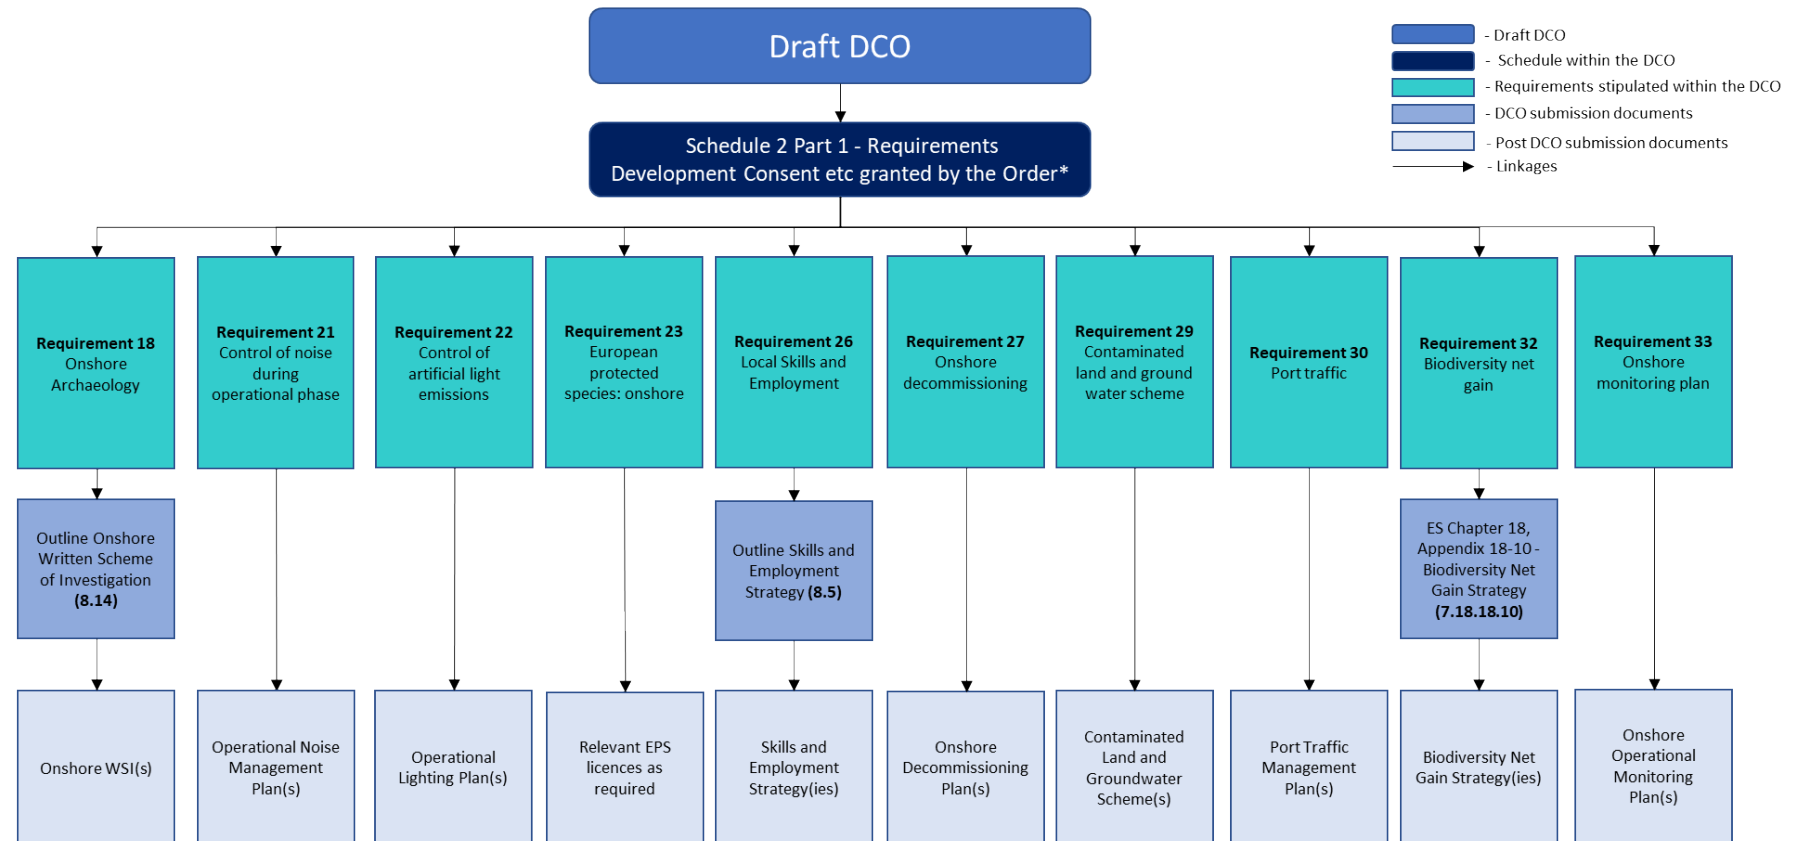 Draft DCO
- Draft DCO
- Schedule within the DCO
- Requirements stipulated within the DCO
- DCO submission documents
- Post DCO submission documents
- Linkages
Schedule 2 Part 1 - Requirements
Development Consent etc granted by the Order*
Requirement 18
Onshore
Archaeology
Requirement 21
Control of noise
during
operational phase
Requirement 22
Control of
artificial light
emissions
Requirement 23
European
protected
species: onshore
Requirement 26
Local Skills and
Employment
Requirement 27
Onshore
decommissioning
Requirement 29
Contaminated
land and ground
water scheme
Requirement 30
Port traffic
Requirement 32
Biodiversity net
gain
Requirement 33
Onshore
monitoring plan
Outline Onshore
Written Scheme
of Investigation
(8.14)
Outline Skills and
Employment
Strategy (8.5)
ES Chapter 18,
Appendix 18-10 -
Biodiversity Net
Gain Strategy
(7.18.18.10)
Onshore WSI(s)
Operational Noise
Management
Plan(s)
Operational
Lighting Plan(s)
Relevant EPS
licences as
required
Skills and
Employment
Strategy(ies)
Onshore
Decommissioning
Plan(s)
Contaminated
Land and
Groundwater
Scheme(s)
Port Traffic
Management
Plan(s)
Biodiversity Net
Gain Strategy(ies)
Onshore
Operational
Monitoring
Plan(s)